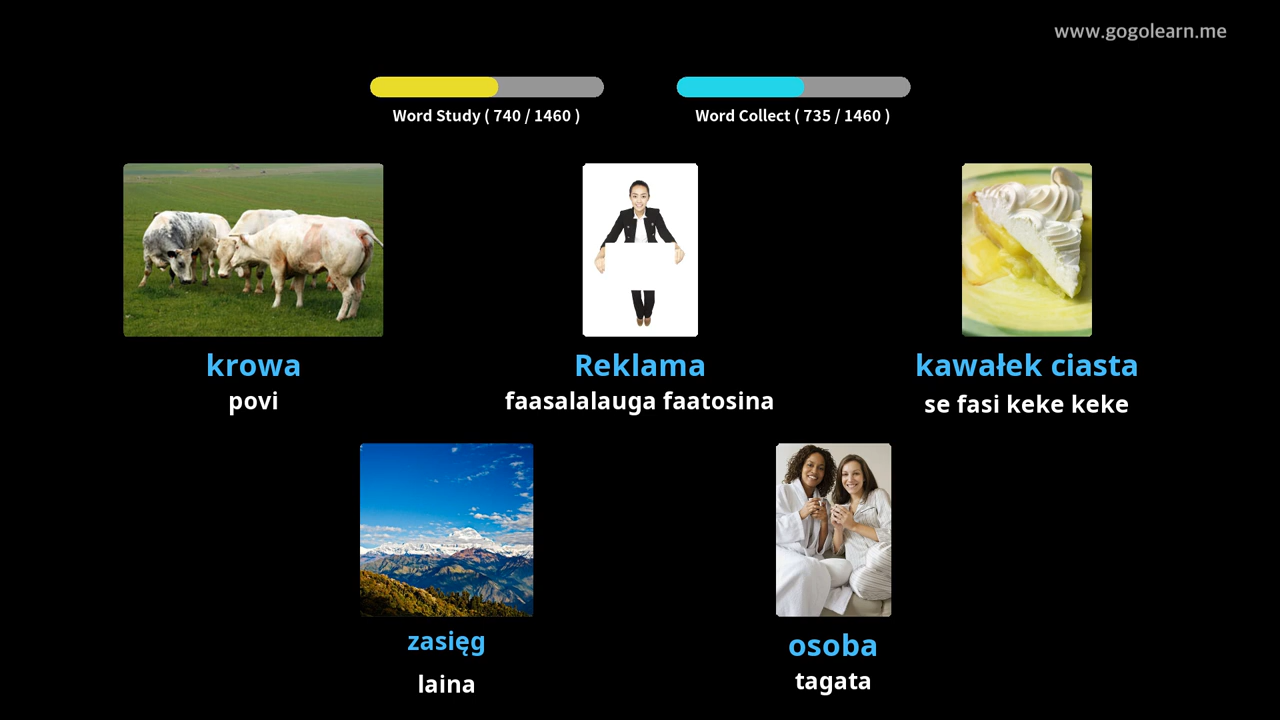 www.gogolearn.me
Word Study ( 740 / 1460 )
Word Collect ( 735 / 1460 )
krowa
povi
Reklama
faasalalauga faatosina
kawałek ciasta
se fasi keke keke
zasięg
laina
osoba
tagata